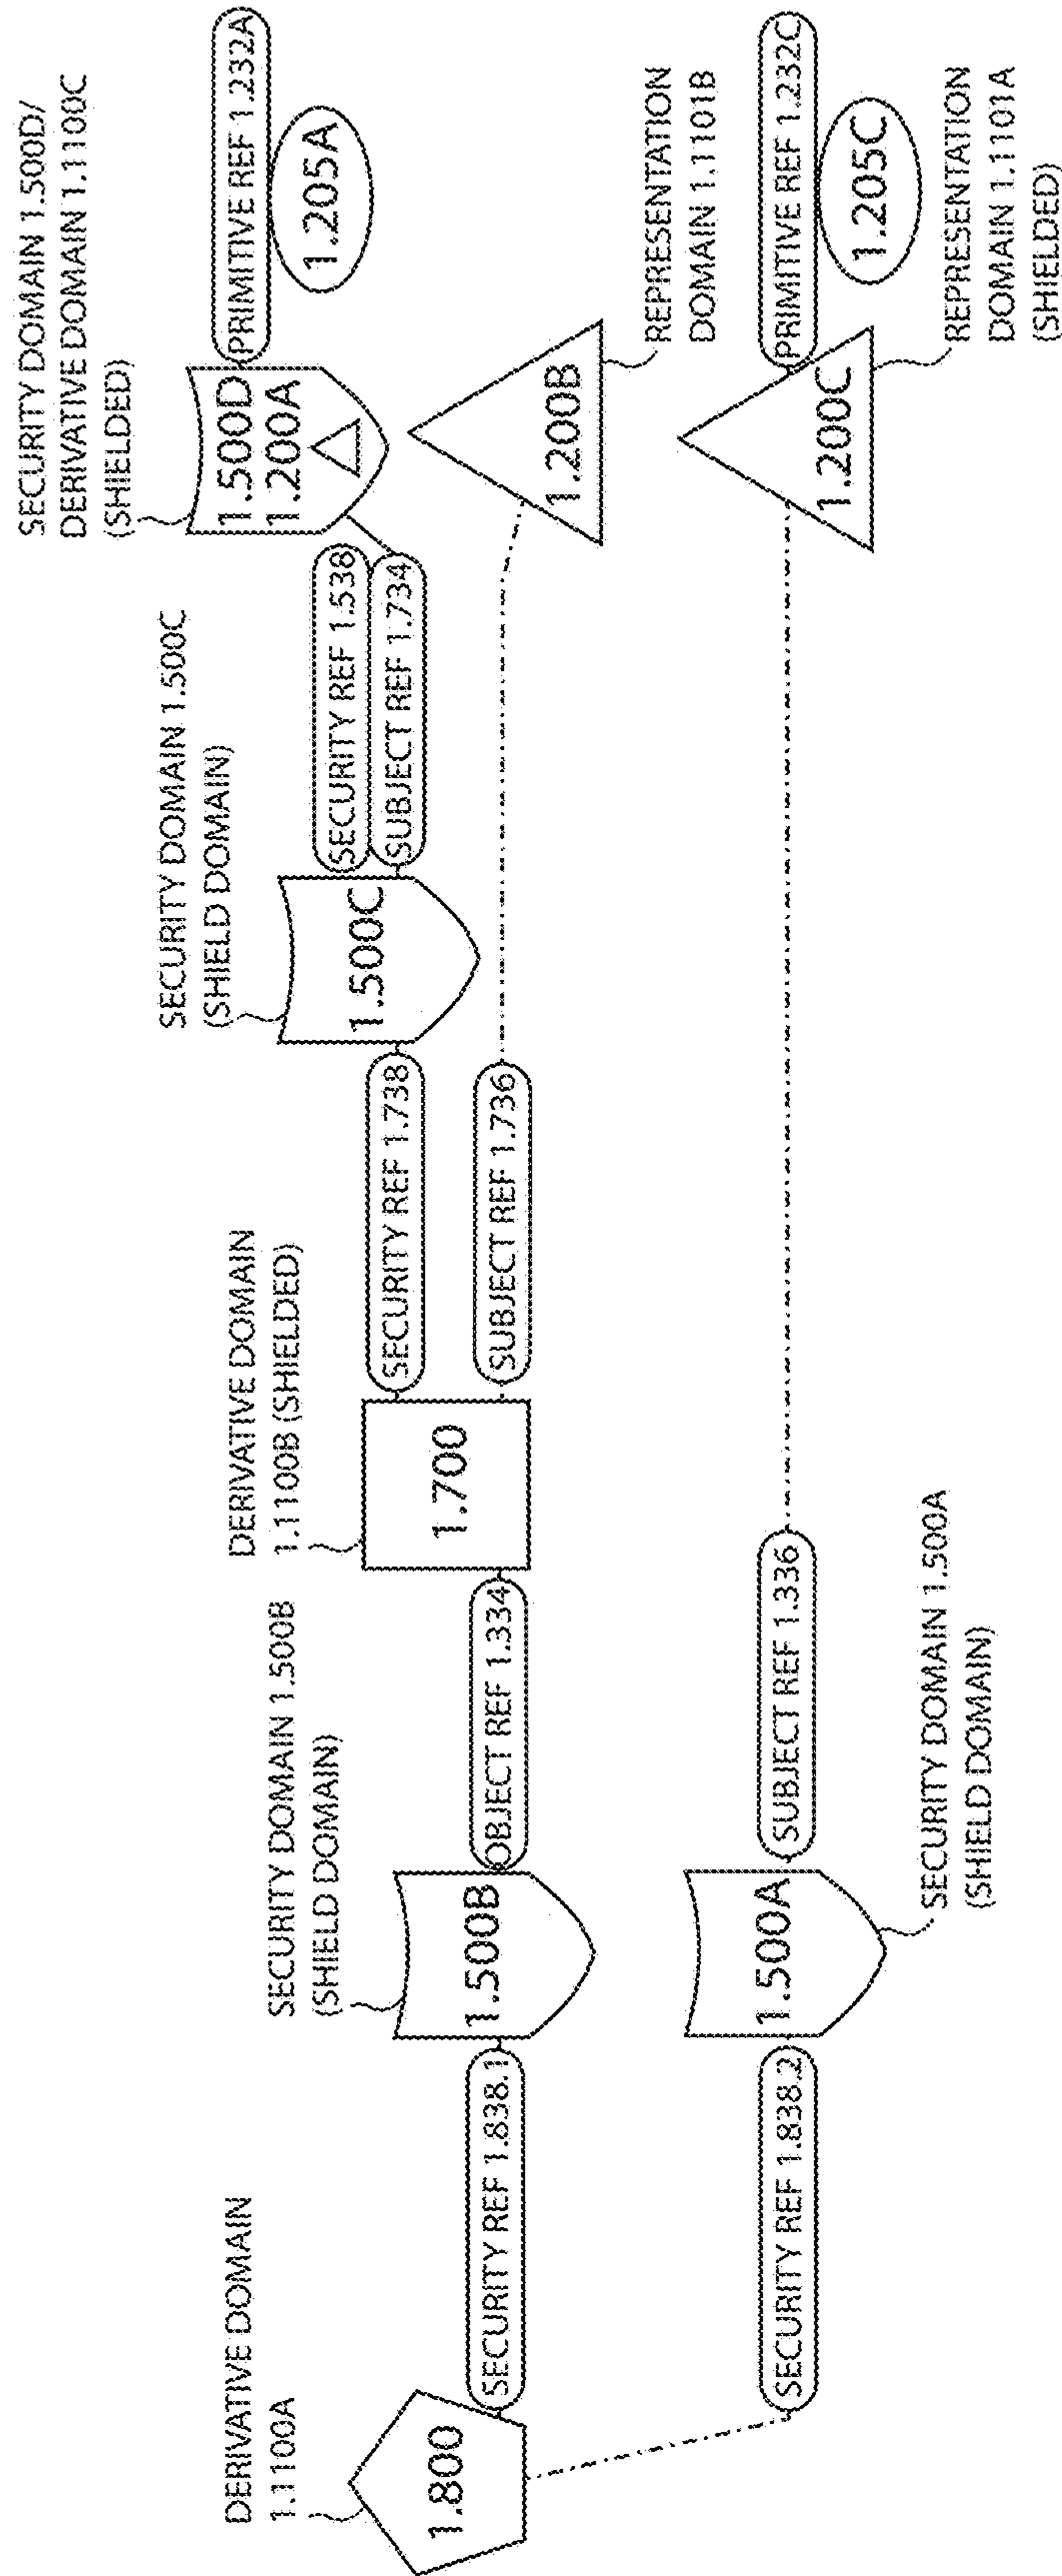 SECURITY DOMAIN 1.500D/
DERIVATIVE DOMAIN 1.1100C
(SHIELDED)
1.500D
1.200A
PRIMITIVE REF 1.232A
1.205A
SECURITY DOMAIN 1.500C
(SHIELD DOMAIN)
1.500C
SECURITY REF 1.538
SUBJECT REF 1.734
DERIVATIVE DOMAIN
1.1100B (SHIELDED)
1.700
SECURITY REF 1.738
SUBJECT REF 1.736
1.200B
REPRESENTATION
DOMAIN 1.1101B
SECURITY DOMAIN 1.500B
(SHIELD DOMAIN)
1.500B
OBJECT REF 1.334
DERIVATIVE DOMAIN
1.1100A
1.800
SECURITY REF 1.838.1
SECURITY REF 1.838.2
1.500A
SECURITY DOMAIN 1.500A
(SHIELD DOMAIN)
SUBJECT REF 1.336
1.200C
PRIMITIVE REF 1.232C
1.205C
REPRESENTATION
DOMAIN 1.1101A
(SHIELDED)